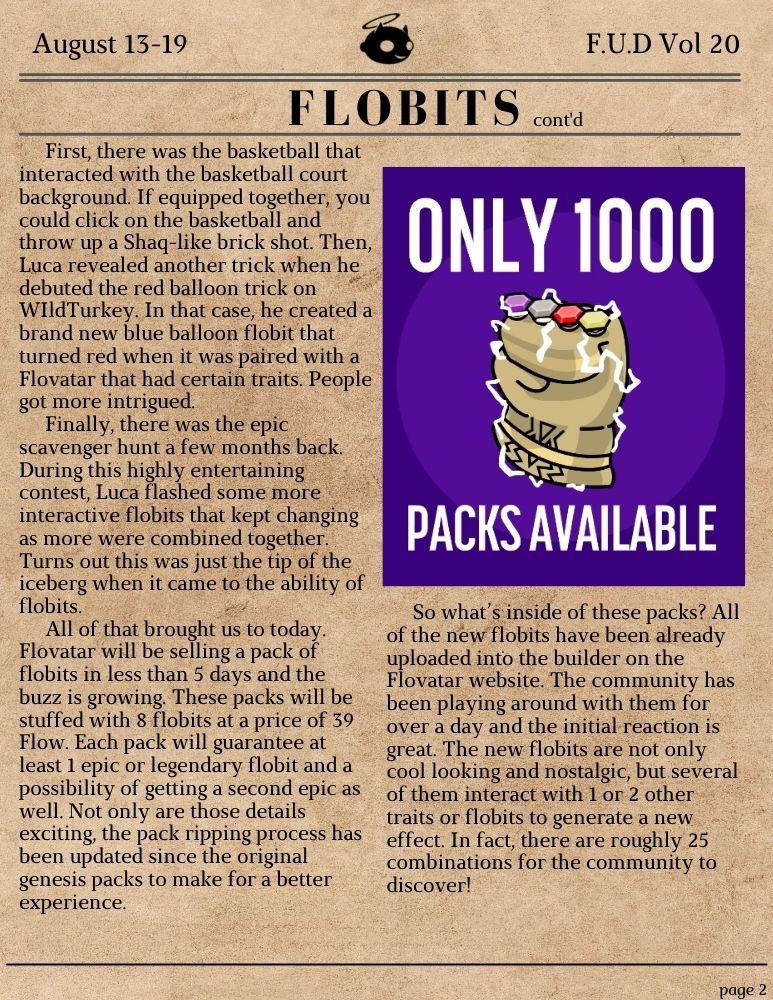 August 13-19
F.U.D Vol 20
FLOBITS cont'd
First, there was the basketball that
interacted with the basketball court
background. If equipped together, you
could click on the basketball and
throw up a Shaq-like brick shot. Then,
Luca revealed another trick when he
debuted the red balloon trick on
WIldTurkey. In that case, he created a
brand new blue balloon flobit that
turned red when it was paired with a
Flovatar that had certain traits. People
got more intrigued.
Finally, there was the epic
scavenger hunt a few months back.
During this highly entertaining
contest, Luca flashed some more
interactive flobits that kept changing
as more were combined together.
Turns out this was just the tip of the
iceberg when it came to the ability of
flobits.
All of that brought us to today.
Flovatar will be selling a pack of
flobits in less than 5 days and the
buzz is growing. These packs will be
stuffed with 8 flobits at a price of 39
Flow. Each pack will guarantee at
least 1 epic or legendary flobit and a
possibility of getting a second epic as
well. Not only are those details
exciting, the pack ripping process has
been updated since the original
genesis packs to make for a better
experience.
ONLY 1000
PACKS AVAILABLE
So what's inside of these packs? All
of the new flobits have been already
uploaded into the builder on the
Flovatar website. The community has
been playing around with them for
over a day and the initial reaction is
great. The new flobits are not only
cool looking and nostalgic, but several
of them interact with 1 or 2 other
traits or flobits to generate a new
effect. In fact, there are roughly 25
combinations for the community to
discover!
page 2